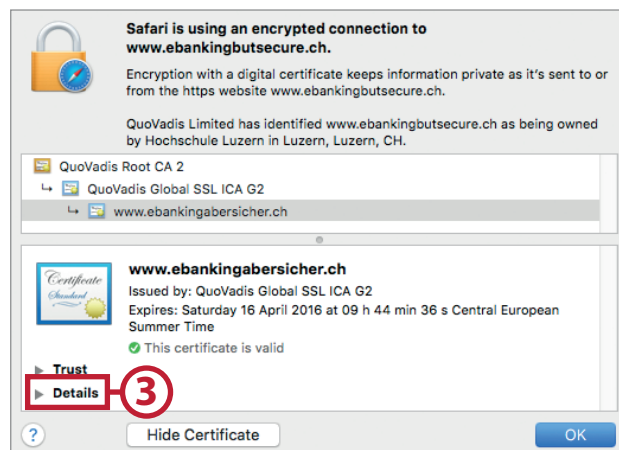 Safari is using an encrypted connection to
www.ebankingbutsecure.ch.
Encryption with a digital certificate keeps information private as it's sent to or
from the https website www.ebankingbutsecure.ch.
QuoVadis Limited has identified www.ebankingbutsecure.ch as being owned
by Hochschule Luzern in Luzern, Luzern, CH.
QuoVadis Root CA 2
QuoVadis Global SSL ICA G2
www.ebankingabersicher.ch
Certificate
Standard
www.ebankingabersicher.ch
Issued by: QuoVadis Global SSL ICA G2
Expires: Saturday 16 April 2016 at 09 h 44 min 36 s Central European
Summer Time
This certificate is valid
Trust
Details
3
?
Hide Certificate
OK